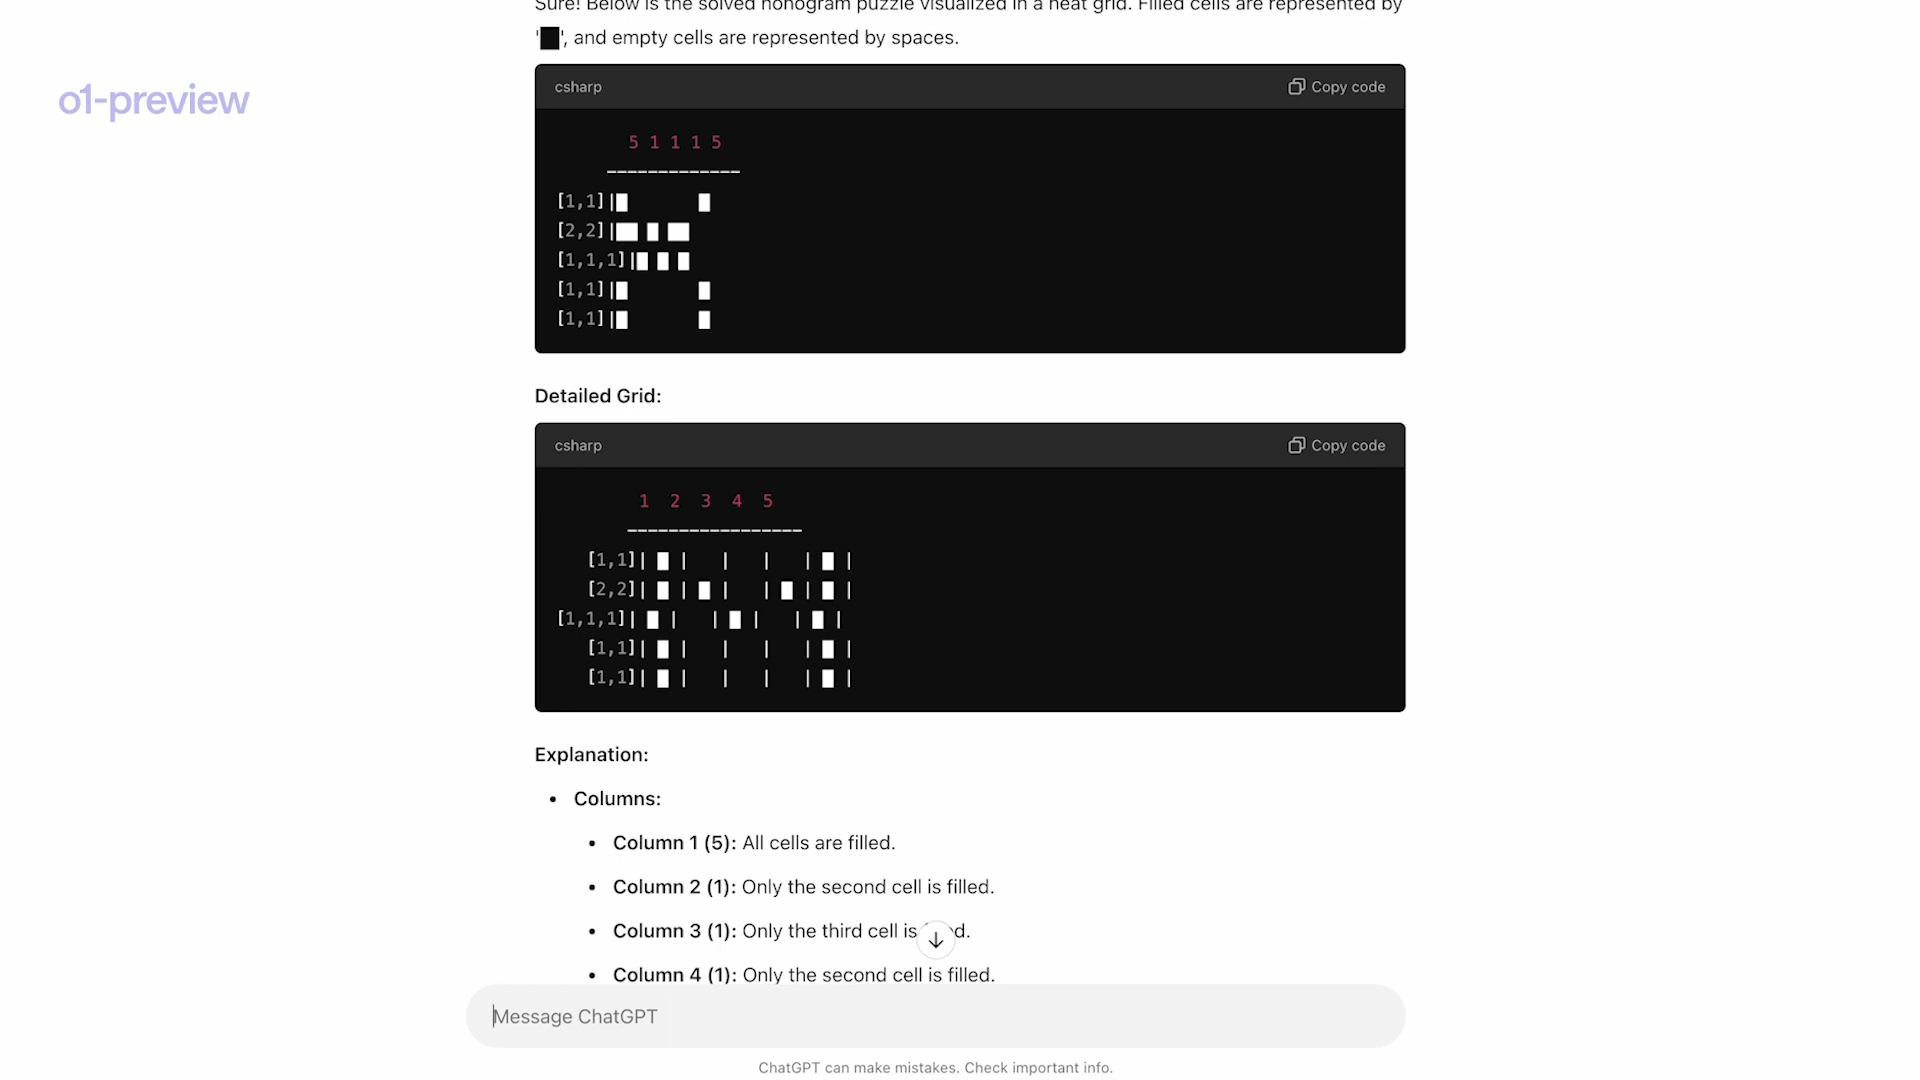 Sure! Below is the solved nonogram puzzle visualized in a neat grid. Filled cells are represented by
'█', and empty cells are represented by spaces.
o1-preview
csharp Copy code
5 1 1 1 5
-------------
[1,1]|█       █
[2,2]|██ █ ██
[1,1,1]|█ █ █
[1,1]|█       █
[1,1]|█       █
Detailed Grid:
csharp Copy code
1  2  3  4  5
-----------------
[1,1]| █ |   |   |   | █ |
[2,2]| █ | █ |   | █ | █ |
[1,1,1]| █ |   | █ |   | █ |
[1,1]| █ |   |   |   | █ |
[1,1]| █ |   |   |   | █ |
Explanation:
• Columns:
• Column 1 (5): All cells are filled.
• Column 2 (1): Only the second cell is filled.
• Column 3 (1): Only the third cell is
• Column 4 (1): Only the second cell is filled.
Message ChatGPT
ChatGPT can make mistakes. Check important info.